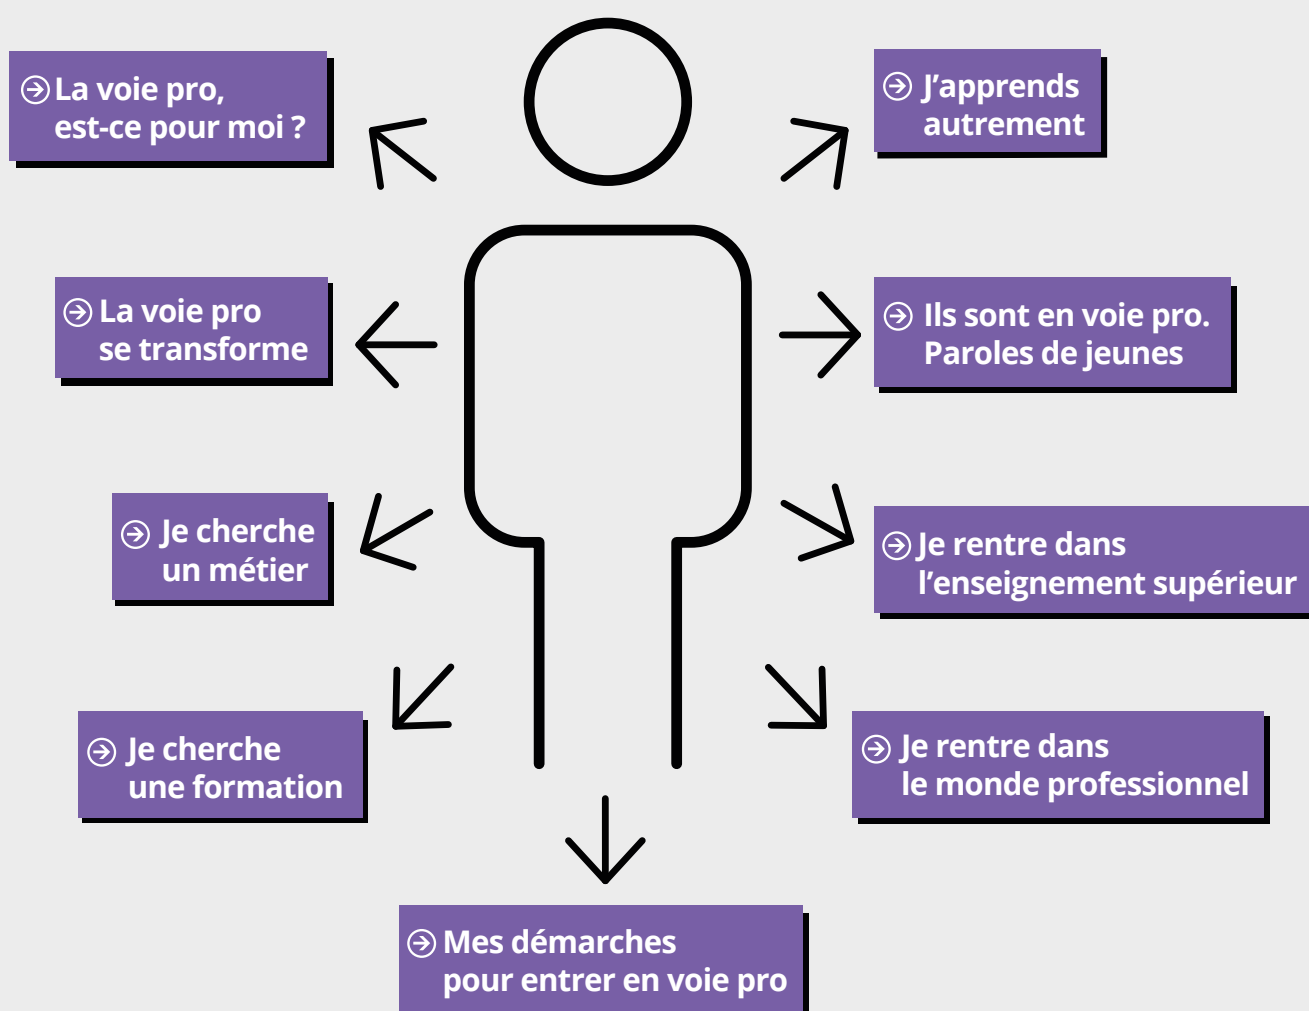 La voie pro,
est-ce pour moi ?
J’apprends
autrement
La voie pro
se transforme
Ils sont en voie pro.
Paroles de jeunes
Je cherche
un métier
Je rentre dans
l’enseignement supérieur
Je cherche
une formation
Je rentre dans
le monde professionnel
Mes démarches
pour entrer en voie pro